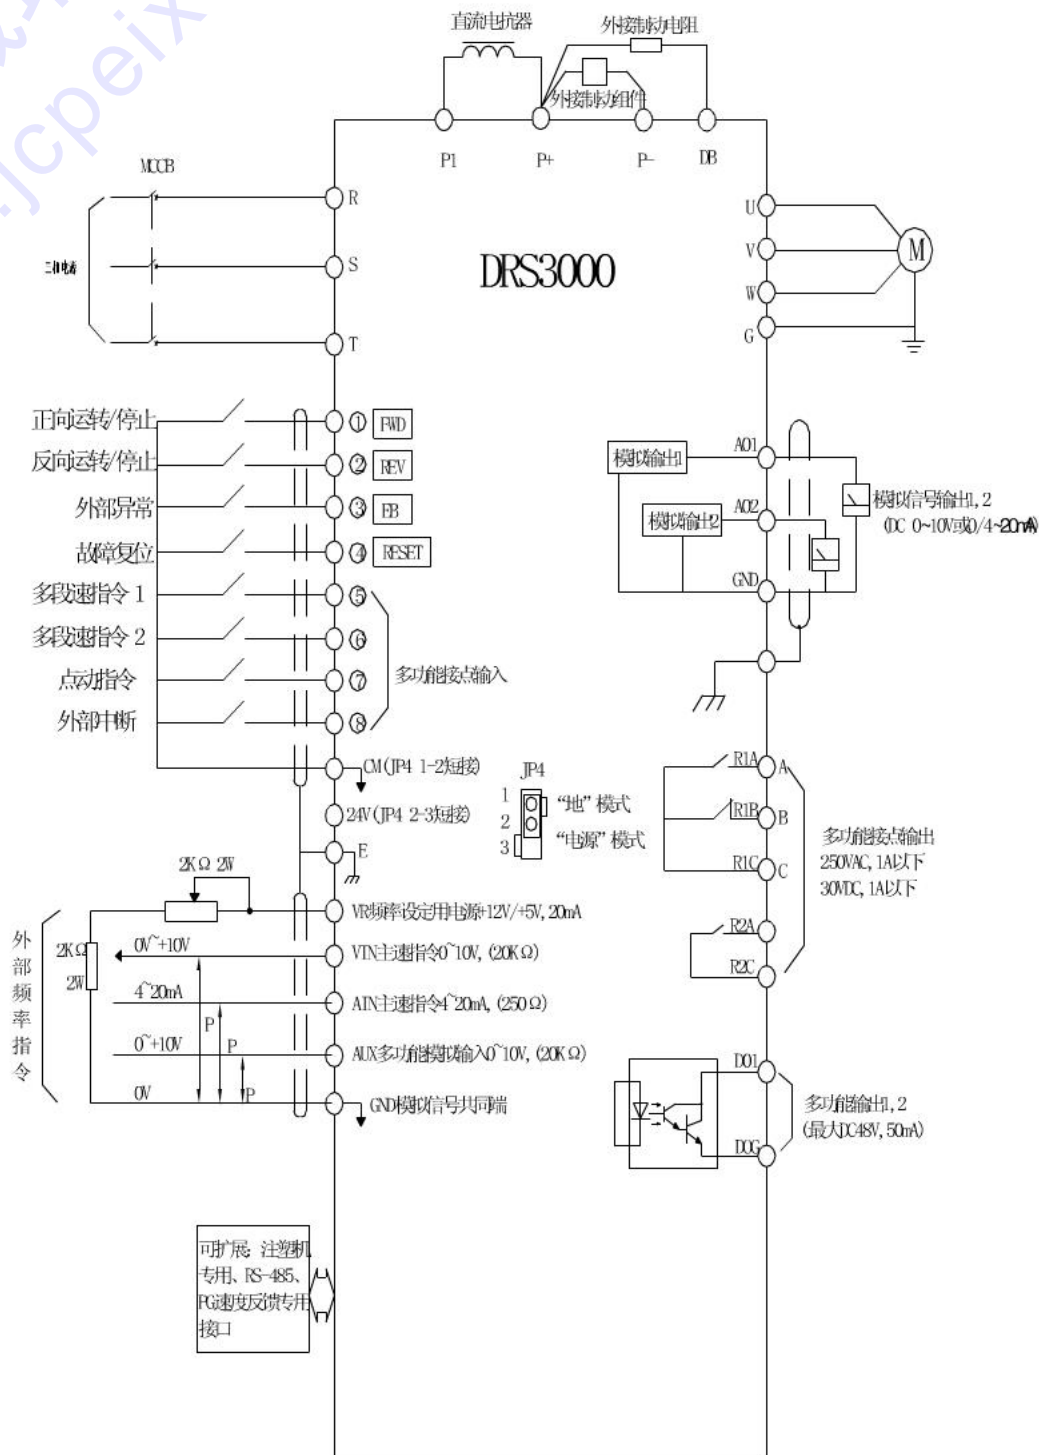 直流电抗器
外接制动电阻
外接制动组件
P1
P+
P-
DB
MCCB
R
S
T
DRS3000
U
V
W
G
M
正向运转/停止
① FWD
反向运转/停止
② REV
外部异常
③ EB
故障复位
④ RESET
多段速指令 1
⑤
多段速指令 2
⑥
点动指令
⑦
外部中断
⑧
多功能接点输入
CM(JP4 1-2短接)
24V(JP4 2-3短接)
E
JP4
1
2
3
“地”模式
“电源”模式
模拟输出1
AO1
模拟输出2
AO2
GND
模拟信号输出1,2
(DC 0~10V或0/4~20mA)
R1A
A
R1B
B
R1C
C
R2A
R2C
多功能接点输出
250VAC,1A以下
30VDC,1A以下
外部频率指令
2KΩ 2W
2KΩ
2W
VR频率设定用电源+12V/+5V,20mA
0V~+10V
VIN主速指令0~10V,(20KΩ)
4~20mA
AIN主速指令4~20mA,(250Ω)
0~+10V
AUX多功能模拟输入0~10V,(20KΩ)
P
P
P
0V
GND模拟信号共同端
DO1
DOG
多功能输出1,2
(最大DC48V,50mA)
可扩展:注塑机
专用、RS-485、
PG速度反馈专用
接口
.jcpeix